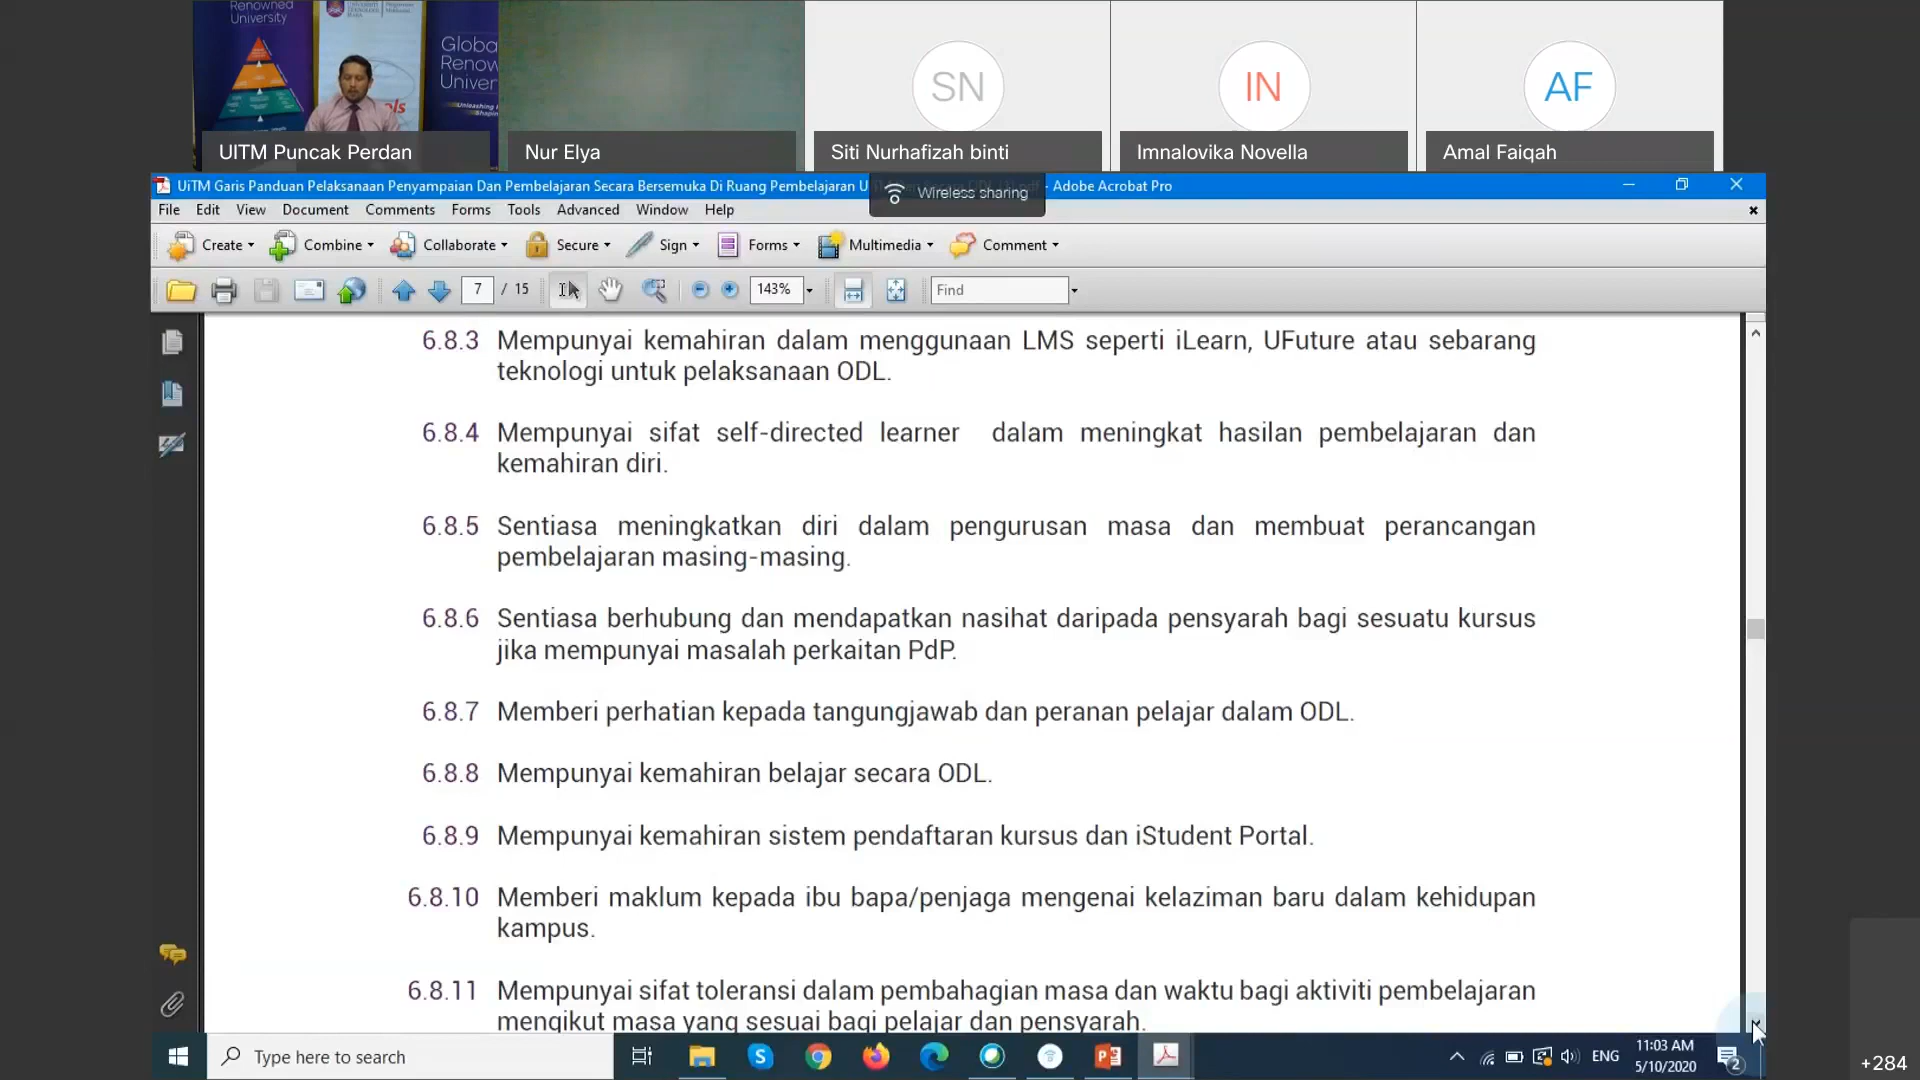 Renowned
University
Global
Renow
Univer
ols
SN
IN
AF
UITM Puncak Perdan
Nur Elya
Siti Nurhafizah binti
Imnalovika Novella
Amal Faiqah
UiTM Garis Panduan Pelaksanaan Penyampaian Dan Pembelajaran Secara Bersemuka Di Ruang Pembelajaran U
- Adobe Acrobat Pro
Wireless sharing
File Edit View Document Comments Forms Tools Advanced Window Help
Create Combine Collaborate Secure Sign Forms Multimedia Comment
7 / 15 143% Find
6.8.3 Mempunyai kemahiran dalam menggunaan LMS seperti iLearn, UFuture atau sebarang
teknologi untuk pelaksanaan ODL.
6.8.4 Mempunyai sifat self-directed learner dalam meningkat hasilan pembelajaran dan
kemahiran diri.
6.8.5 Sentiasa meningkatkan diri dalam pengurusan masa dan membuat perancangan
pembelajaran masing-masing.
6.8.6 Sentiasa berhubung dan mendapatkan nasihat daripada pensyarah bagi sesuatu kursus
jika mempunyai masalah perkaitan PdP.
6.8.7 Memberi perhatian kepada tangungjawab dan peranan pelajar dalam ODL.
6.8.8 Mempunyai kemahiran belajar secara ODL.
6.8.9 Mempunyai kemahiran sistem pendaftaran kursus dan iStudent Portal.
6.8.10 Memberi maklum kepada ibu bapa/penjaga mengenai kelaziman baru dalam kehidupan
kampus.
6.8.11 Mempunyai sifat toleransi dalam pembahagian masa dan waktu bagi aktiviti pembelajaran
mengikut masa yang sesuai bagi pelajar dan pensyarah.
Type here to search
ENG
11:03 AM
5/10/2020
2
+284